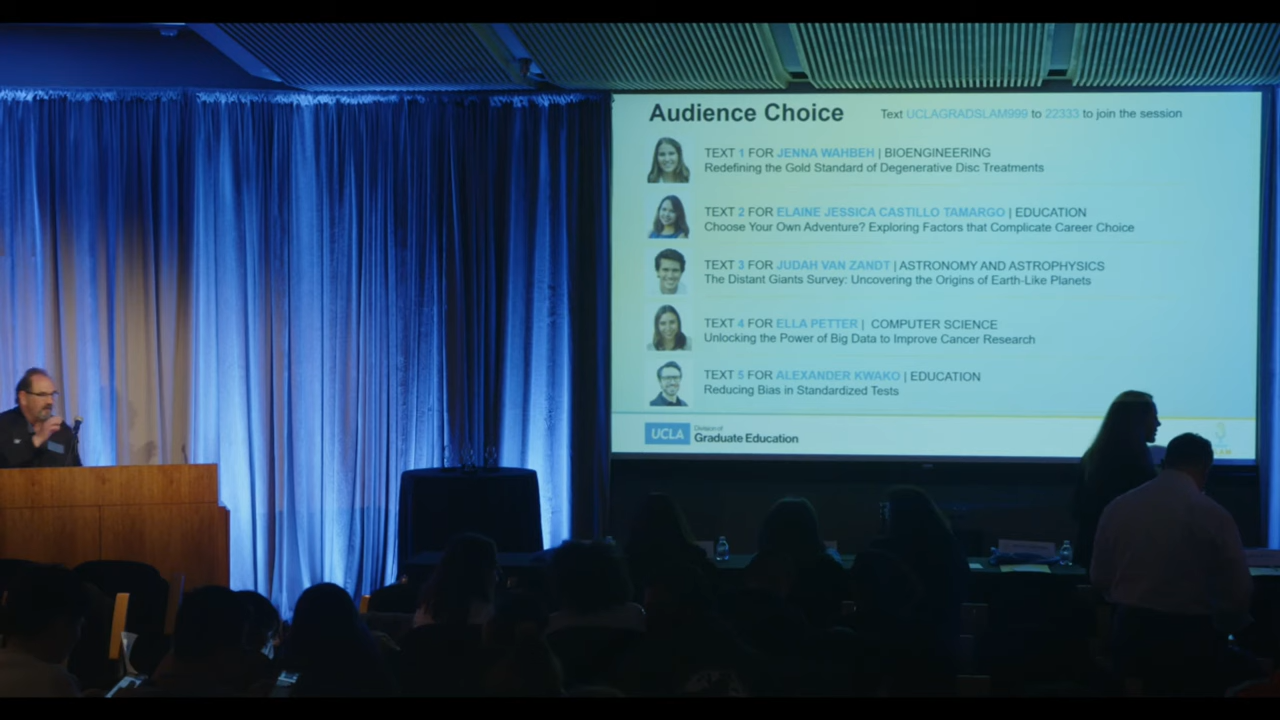 Audience Choice
Text UCLAGRADSLAM999 to 22333 to join the session
TEXT 1 FOR JENNA WAHBEH | BIOENGINEERING
Redefining the Gold Standard of Degenerative Disc Treatments
TEXT 2 FOR ELAINE JESSICA CASTILLO TAMARGO | EDUCATION
Choose Your Own Adventure? Exploring Factors that Complicate Career Choice
TEXT 3 FOR JUDAH VAN ZANDT | ASTRONOMY AND ASTROPHYSICS
The Distant Giants Survey: Uncovering the Origins of Earth-Like Planets
TEXT 4 FOR ELLA PETTER | COMPUTER SCIENCE
Unlocking the Power of Big Data to Improve Cancer Research
TEXT 5 FOR ALEXANDER KWAKO | EDUCATION
Reducing Bias in Standardized Tests
UCLA
Division of
Graduate Education